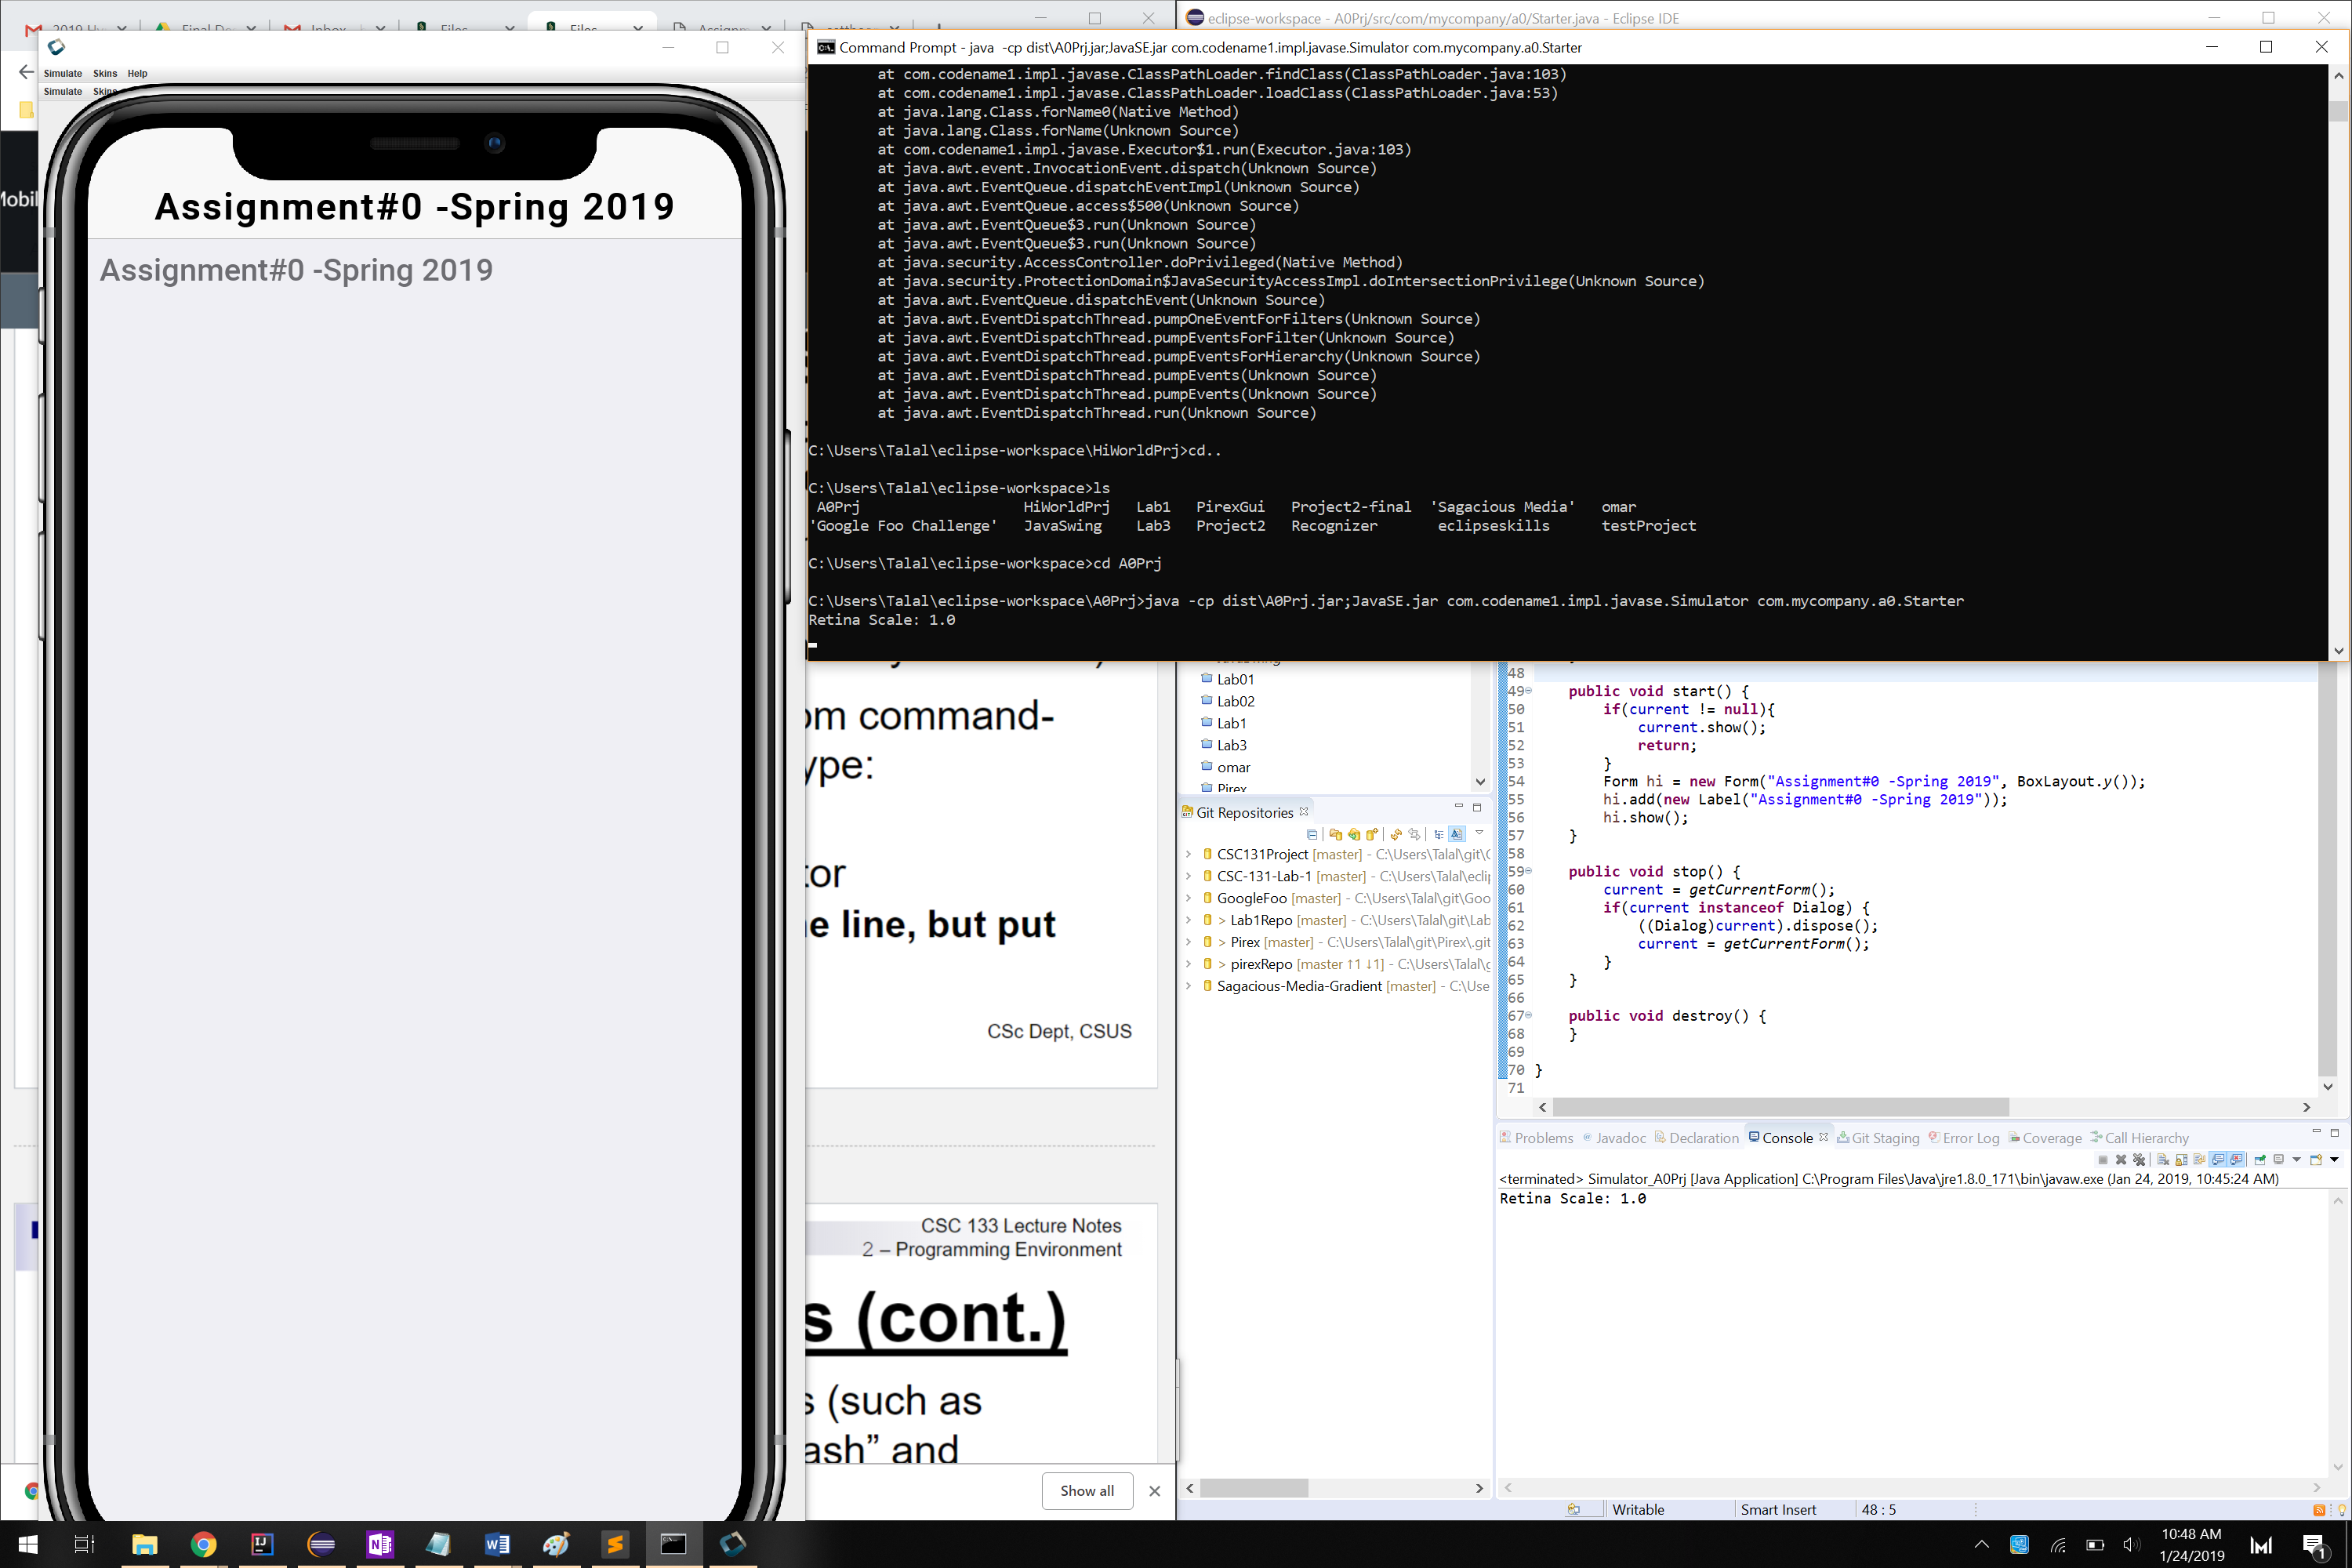 2019 H
Final D
Inbox
Files
Files
Assign
eclipse-workspace - A0Prj/src/com/mycompany/a0/Starter.java - Eclipse IDE
Simulate Skins Help
Simulate Skin
Assignment#0 -Spring 2019
Assignment#0 -Spring 2019
Command Prompt - java -cp dist\A0Prj.jar;JavaSE.jar com.codename1.impl.javase.Simulator com.mycompany.a0.Starter
at com.codename1.impl.javase.ClassPathLoader.findClass(ClassPathLoader.java:103)
at com.codename1.impl.javase.ClassPathLoader.loadClass(ClassPathLoader.java:53)
at java.lang.Class.forName0(Native Method)
at java.lang.Class.forName(Unknown Source)
at com.codename1.impl.javase.Executor$1.run(Executor.java:103)
at java.awt.event.InvocationEvent.dispatch(Unknown Source)
at java.awt.EventQueue.dispatchEventImpl(Unknown Source)
at java.awt.EventQueue.access$500(Unknown Source)
at java.awt.EventQueue$3.run(Unknown Source)
at java.awt.EventQueue$3.run(Unknown Source)
at java.security.AccessController.doPrivileged(Native Method)
at java.security.ProtectionDomain$JavaSecurityAccessImpl.doIntersectionPrivilege(Unknown Source)
at java.awt.EventQueue.dispatchEvent(Unknown Source)
at java.awt.EventDispatchThread.pumpOneEventForFilters(Unknown Source)
at java.awt.EventDispatchThread.pumpEventsForFilter(Unknown Source)
at java.awt.EventDispatchThread.pumpEventsForHierarchy(Unknown Source)
at java.awt.EventDispatchThread.pumpEvents(Unknown Source)
at java.awt.EventDispatchThread.pumpEvents(Unknown Source)
at java.awt.EventDispatchThread.run(Unknown Source)
C:\Users\Talal\eclipse-workspace\HiWorldPrj>cd..
C:\Users\Talal\eclipse-workspace>ls
A0Prj HiWorldPrj Lab1 PirexGui Project2-final 'Sagacious Media' omar
'Google Foo Challenge' JavaSwing Lab3 Project2 Recognizer eclipseskills testProject
C:\Users\Talal\eclipse-workspace>cd A0Prj
C:\Users\Talal\eclipse-workspace\A0Prj>java -cp dist\A0Prj.jar;JavaSE.jar com.codename1.impl.javase.Simulator com.mycompany.a0.Starter
Retina Scale: 1.0
Mobil
om command-
ype:
tor
e line, but put
CSc Dept, CSUS
CSC 133 Lecture Notes
2 – Programming Environment
s (cont.)
s (such as
ash” and
Show all
Lab01
Lab02
Lab1
Lab3
omar
Pirex
Git Repositories
CSC131Project [master] - C:\Users\Talal\git\C
CSC-131-Lab-1 [master] - C:\Users\Talal\eclip
GoogleFoo [master] - C:\Users\Talal\git\Goo
> Lab1Repo [master] - C:\Users\Talal\git\Lab
> Pirex [master] - C:\Users\Talal\git\Pirex\.git
> pirexRepo [master ↑1 ↓1] - C:\Users\Talal\g
Sagacious-Media-Gradient [master] - C:\Use
48
49 public void start() {
50 if(current != null){
51 current.show();
52 return;
53 }
54 Form hi = new Form("Assignment#0 -Spring 2019", BoxLayout.y());
55 hi.add(new Label("Assignment#0 -Spring 2019"));
56 hi.show();
57 }
58
59 public void stop() {
60 current = getCurrentForm();
61 if(current instanceof Dialog) {
62 ((Dialog)current).dispose();
63 current = getCurrentForm();
64 }
65 }
66
67 public void destroy() {
68 }
69
70 }
71
Problems Javadoc Declaration Console Git Staging Error Log Coverage Call Hierarchy
<terminated> Simulator_A0Prj [Java Application] C:\Program Files\Java\jre1.8.0_171\bin\javaw.exe (Jan 24, 2019, 10:45:24 AM)
Retina Scale: 1.0
Writable Smart Insert 48 : 5
10:48 AM
1/24/2019
1